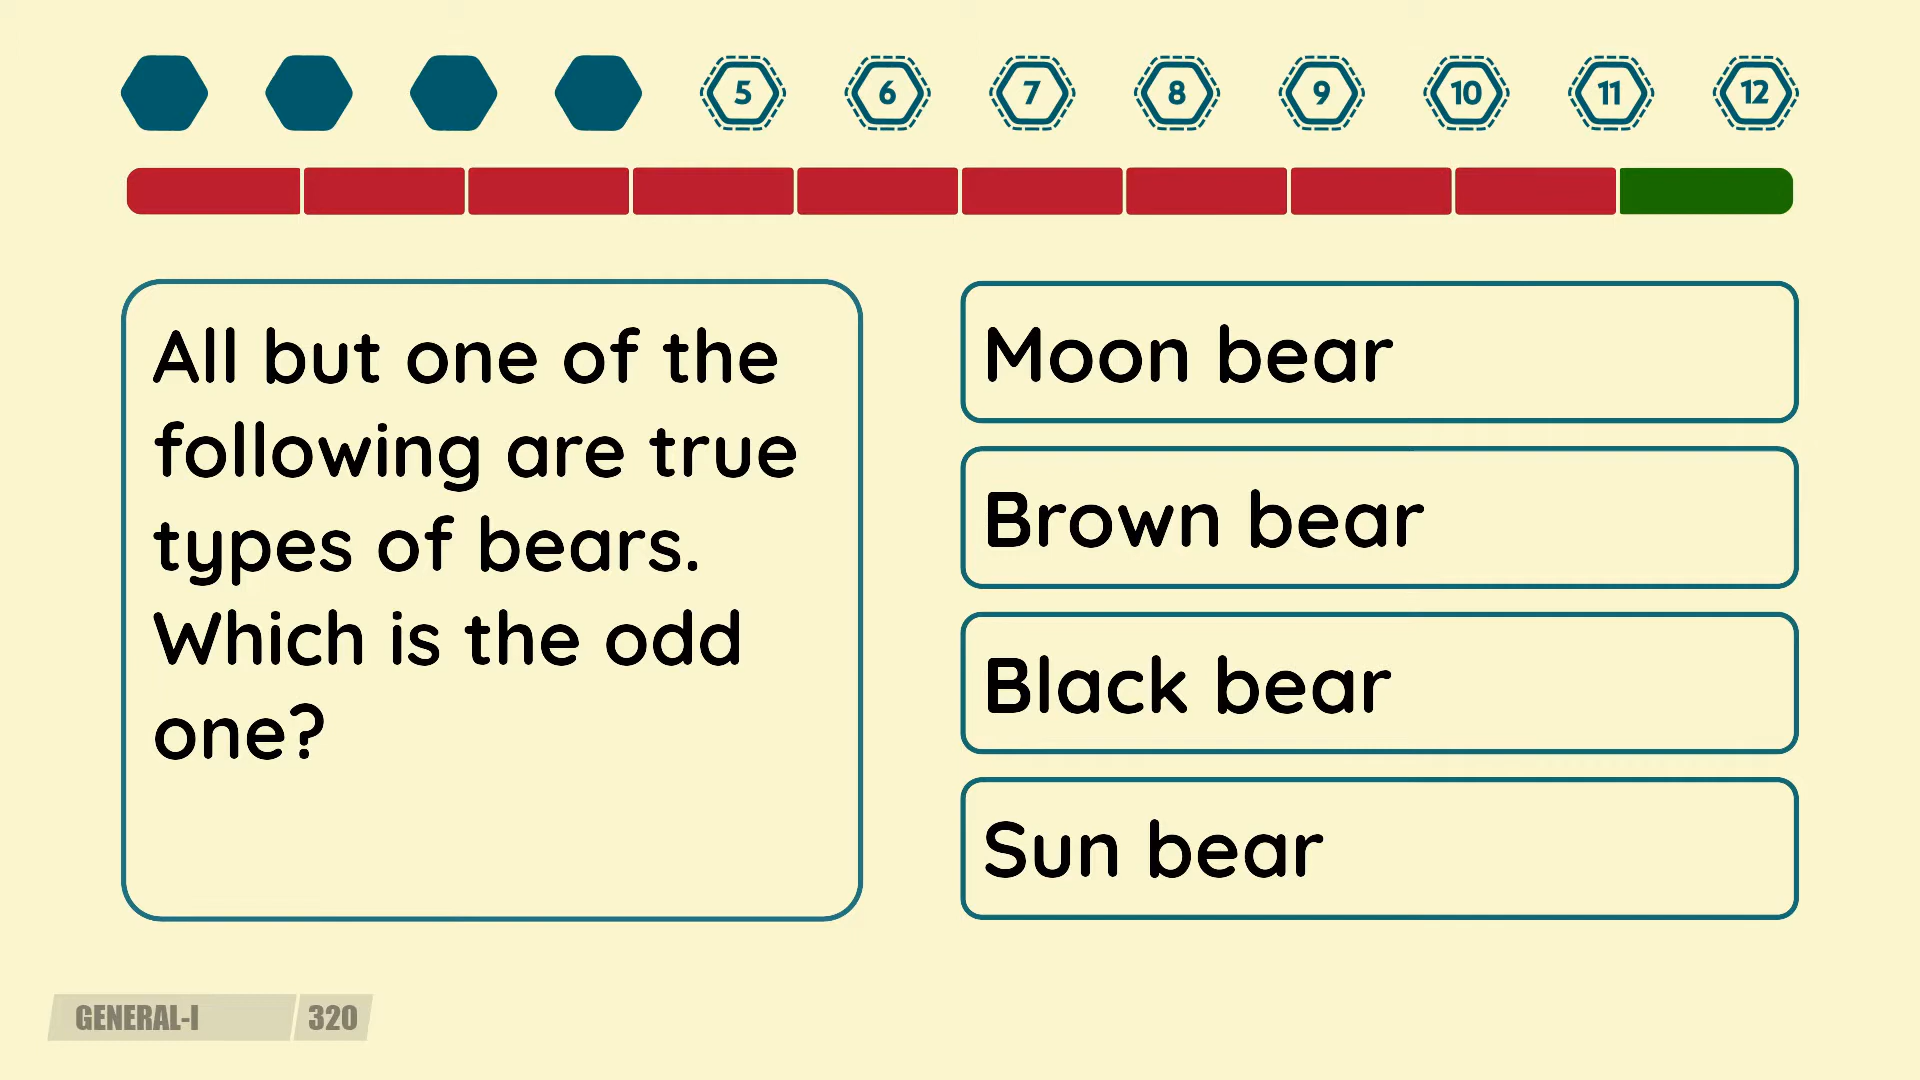 5 6 7 8 9 10 11 12
All but one of the
following are true
types of bears.
Which is the odd
one?
Moon bear
Brown bear
Black bear
Sun bear
GENERAL-I 320